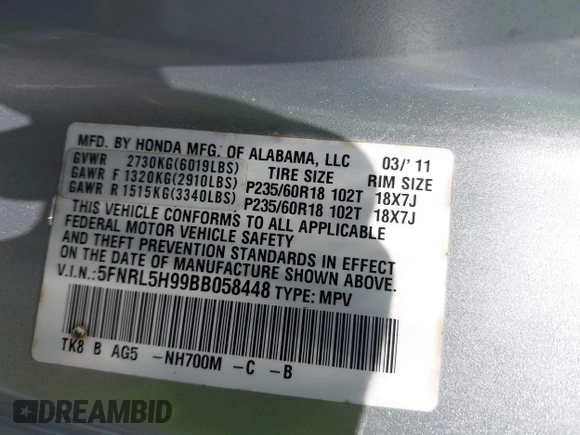 MFD. BY HONDA MFG. OF ALABAMA, LLC 03/'11
GVWR 2730KG(6019LBS) TIRE SIZE RIM SIZE
GAWR F 1320KG(2910LBS) P235/60R18 102T 18X7J
GAWR R 1515KG(3340LBS) P235/60R18 102T 18X7J
THIS VEHICLE CONFORMS TO ALL APPLICABLE
FEDERAL MOTOR VEHICLE SAFETY
AND THEFT PREVENTION STANDARDS IN EFFECT
ON THE DATE OF MANUFACTURE SHOWN ABOVE.
V.I.N.:5FNRL5H99BB058448 TYPE: MPV
TK8 B AG5 -NH700M -C -B
DREAMBID